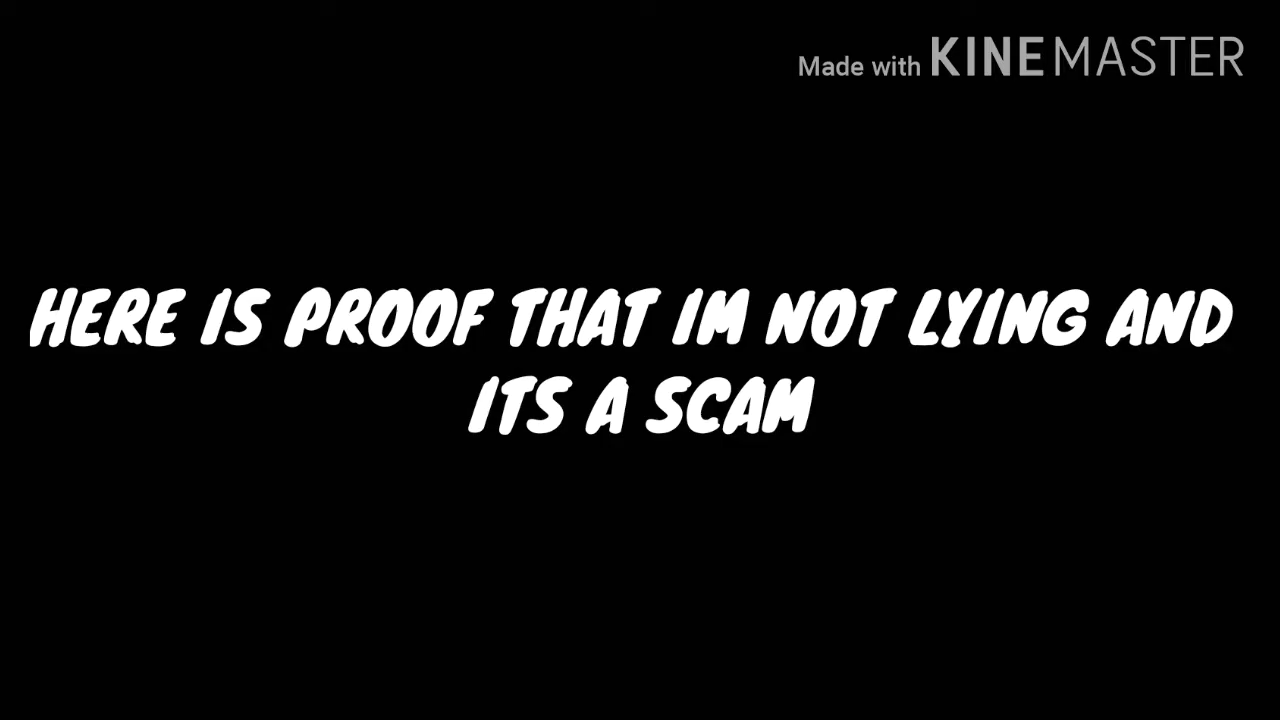 Made with KINEMASTER
HERE IS PROOF THAT IM NOT LYING AND
ITS A SCAM